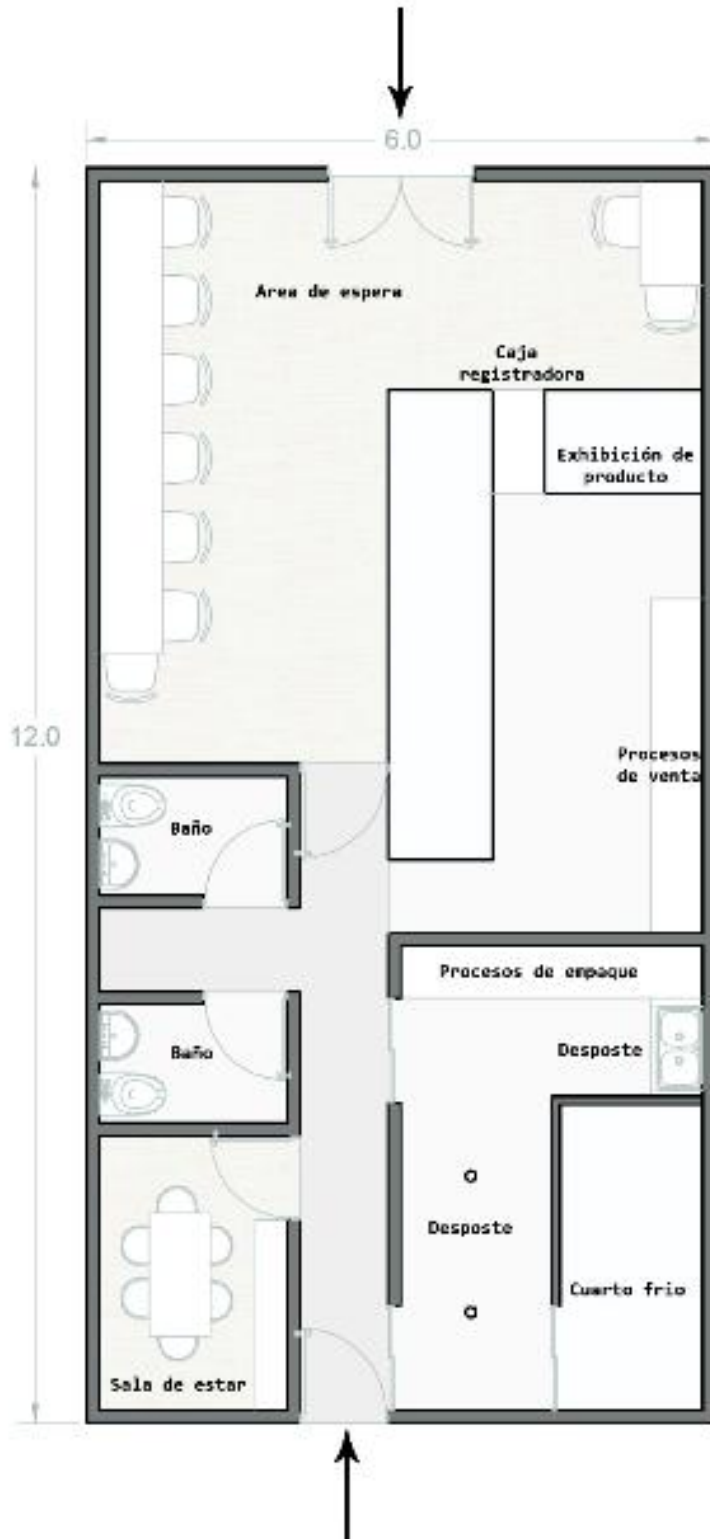 6.0
Area de espera
Caja
registradora
Exhibición de
producto
12.0
Procesos
de venta
Baño
Procesos de empaque
Desposte
Baño
Desposte
Cuarto frio
Sala de estar